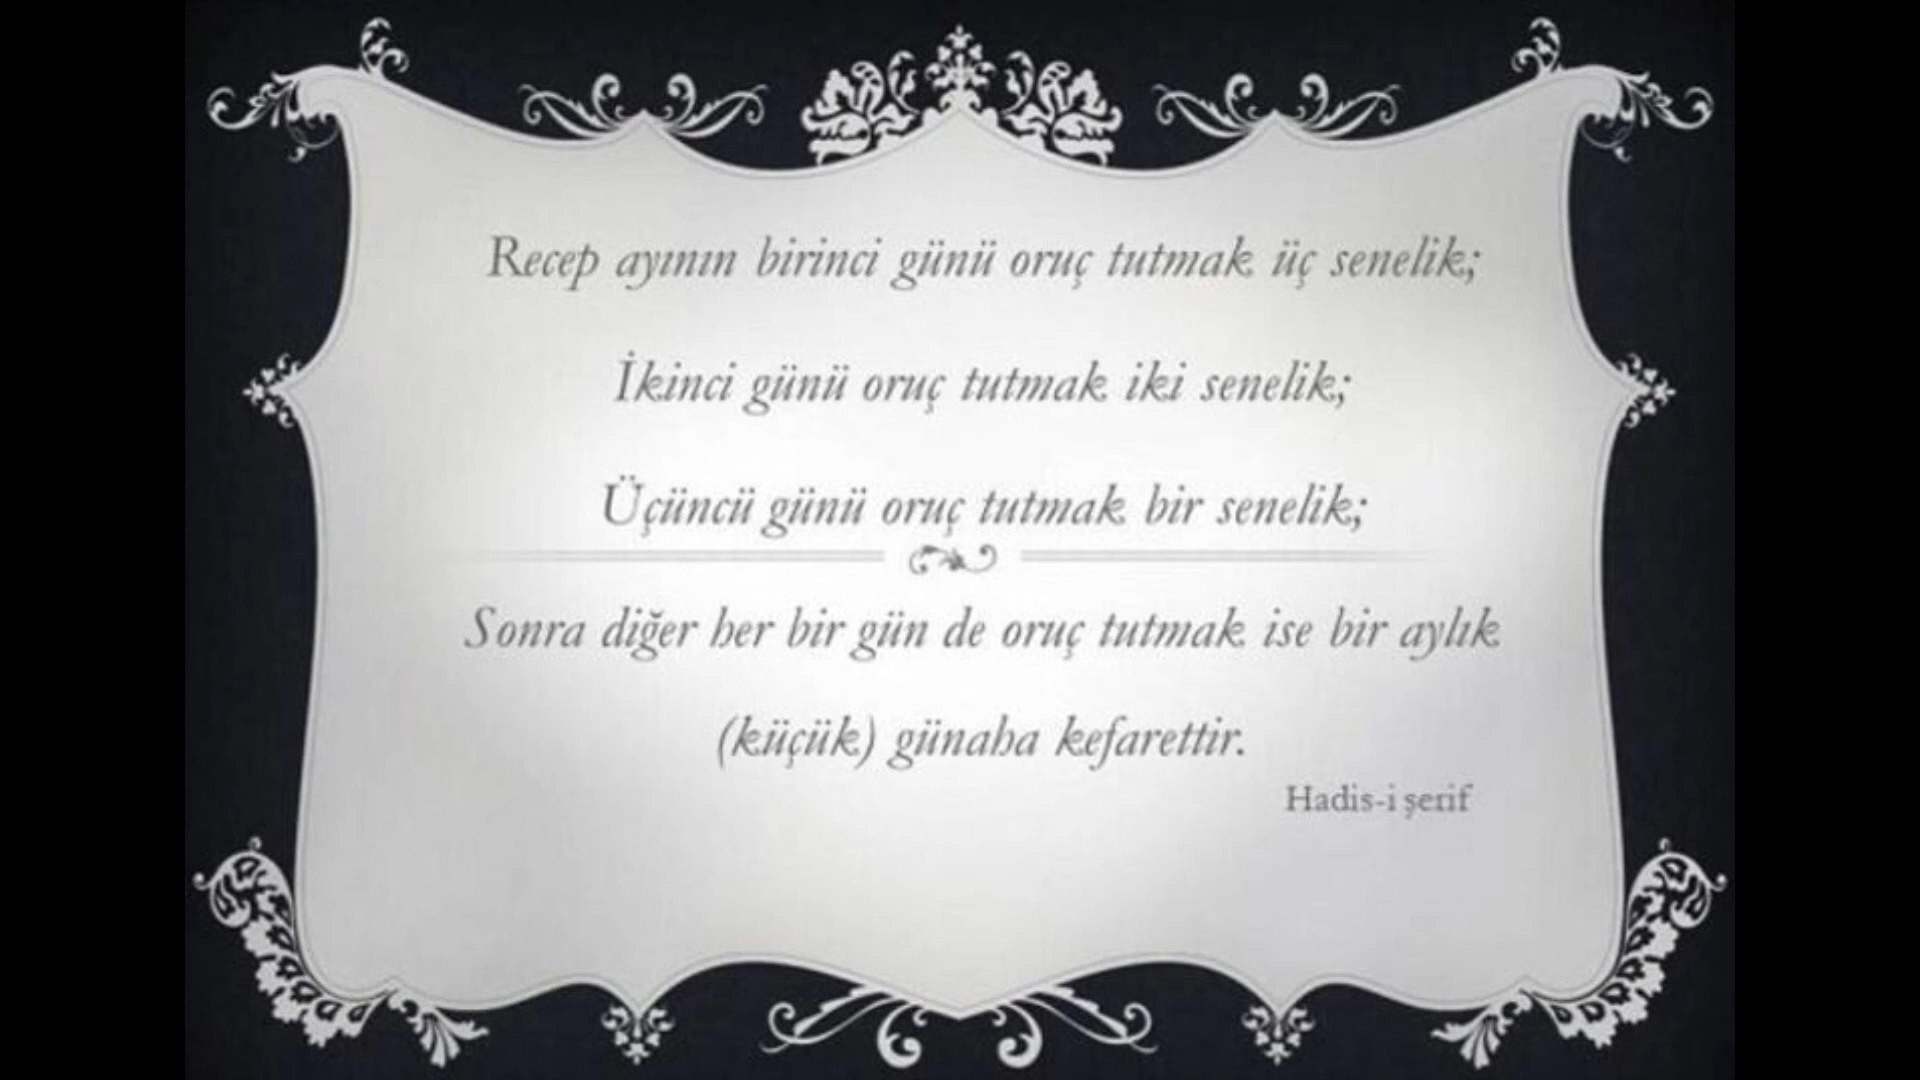 Recep ayının birinci günü oruç tutmak üç senelik;
İkinci günü oruç tutmak iki senelik;
Üçüncü günü oruç tutmak bir senelik;
Sonra diğer her bir gün de oruç tutmak ise bir aylık
(küçük) günaha kefarettir.
Hadis-i şerif